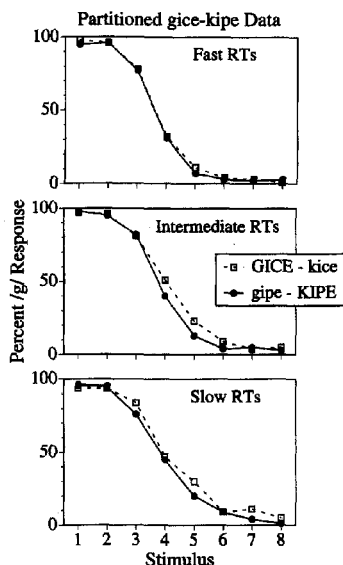 Partitioned gice-kipe Data
100
Fast RTs
50
0
100
Intermediate RTs
50
GICE - kice
gipe - KIPE
0
100
Slow RTs
50
0
1 2 3 4 5 6 7 8
Stimulus
Percent /g/ Response